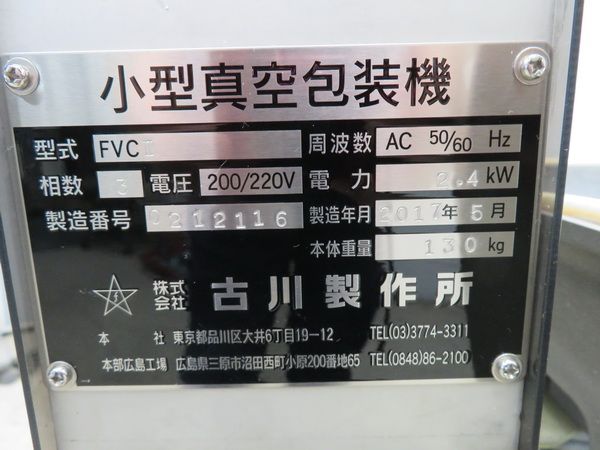 小型真空包装機
型式 FVCⅡ 周波数 AC 50/60 Hz
相数 3 電圧 200/220V 電力 2.4kW
製造番号 0212116 製造年月 2017年5月
本体重量 130kg
株式会社 古川製作所
本社 東京都品川区大井6丁目19-12 TEL(03)3774-3311
本部広島工場 広島県三原市沼田西町小原200番地65 TEL(0848)86-2100